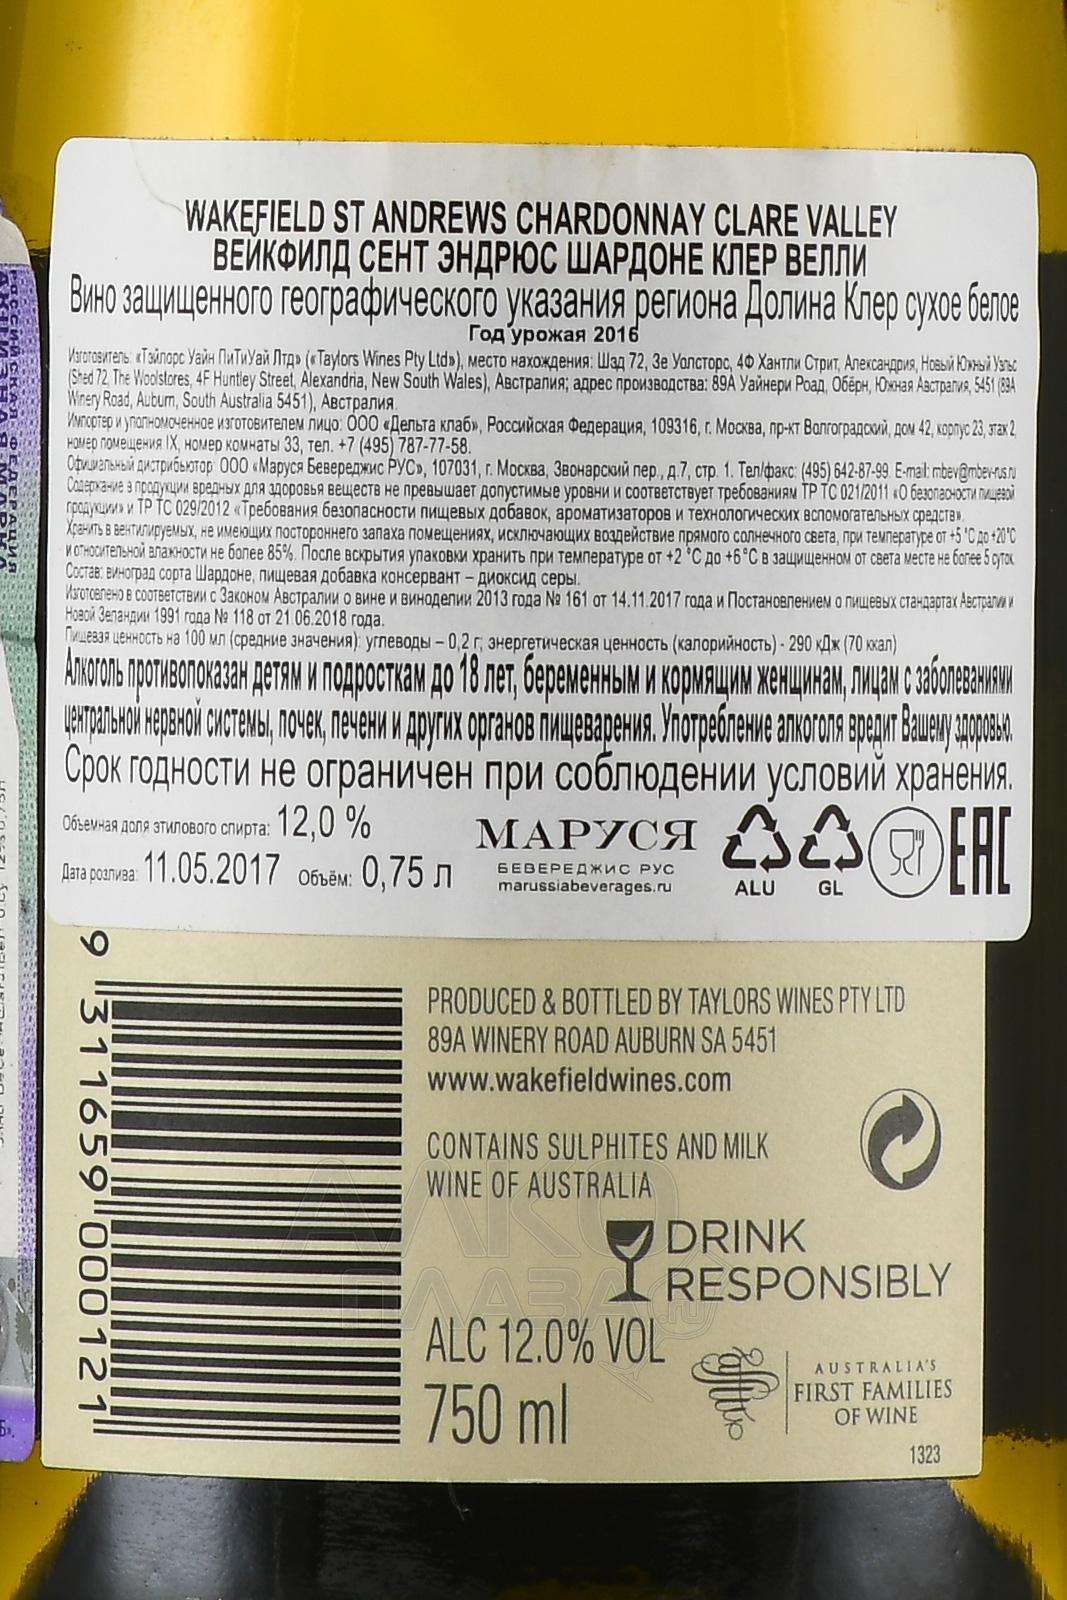 WAKEFIELD ST ANDREWS CHARDONNAY CLARE VALLEY
ВЕЙКФИЛД СЕНТ ЭНДРЮС ШАРДОНЕ КЛЕР ВЕЛЛИ
Вино защищенного географического указания региона Долина Клер сухое белое
Год урожая 2016
Изготовитель: «Тэйлорс Уайн ПиТиУай Лтд» («Taylors Wines Pty Ltd»), место нахождения: Шэд 72, Зе Уолсторс, 4Ф Хантли Стрит, Александрия, Новый Южный Уэльс
(Shed 72, The Woolstores, 4F Huntley Street, Alexandria, New South Wales), Австралия; адрес производства: 89А Уайнери Роад, Обёрн, Южная Австралия, 5451 (89A
Winery Road, Auburn, South Australia 5451), Австралия.
Импортер и уполномоченное изготовителем лицо: ООО «Дельта клаб», Российская Федерация, 109316, г. Москва, пр-кт Волгоградский, дом 42, корпус 23, этаж 2,
номер помещения IX, номер комнаты 33, тел. +7 (495) 787-77-58.
Официальный дистрибьютор: ООО «Маруся Бевереджис РУС», 107031, г. Москва, Звонарский пер., д.7, стр. 1. Тел/факс: (495) 642-87-99. E-mail: mbev@mbev-rus.ru
Содержание в продукции вредных для здоровья веществ не превышает допустимые уровни и соответствует требованиям ТР ТС 021/2011 «О безопасности пищевой
продукции» и ТР ТС 029/2012 «Требования безопасности пищевых добавок, ароматизаторов и технологических вспомогательных средств».
Хранить в вентилируемых, не имеющих постороннего запаха помещениях, исключающих воздействие прямого солнечного света, при температуре от +5 °С до +20°С
и относительной влажности не более 85%. После вскрытия упаковки хранить при температуре от +2 °С до +6°С в защищенном от света месте не более 5 суток.
Состав: виноград сорта Шардоне, пищевая добавка консервант – диоксид серы.
Изготовлено в соответствии с Законом Австралии о вине и виноделии 2013 года № 161 от 14.11.2017 года и Постановлением о пищевых стандартах Австралии и
Новой Зеландии 1991 года № 118 от 21.06.2018 года.
Пищевая ценность на 100 мл (средние значения): углеводы – 0,2 г; энергетическая ценность (калорийность) - 290 кДж (70 ккал)
Алкоголь противопоказан детям и подросткам до 18 лет, беременным и кормящим женщинам, лицам с заболеваниями
центральной нервной системы, почек, печени и других органов пищеварения. Употребление алкоголя вредит Вашему здоровью.
Срок годности не ограничен при соблюдении условий хранения.
Объемная доля этилового спирта: 12,0 %
Дата розлива: 11.05.2017 Объём: 0,75 л
МАРУСЯ
БЕВЕРЕДЖИС РУС
marussiabeverages.ru
ALU
GL
EAC
9 311659 000121
PRODUCED & BOTTLED BY TAYLORS WINES PTY LTD
89A WINERY ROAD AUBURN SA 5451
www.wakefieldwines.com
CONTAINS SULPHITES AND MILK
WINE OF AUSTRALIA
DRINK
RESPONSIBLY
ALC 12.0% VOL
750 ml
AUSTRALIA'S
FIRST FAMILIES
OF WINE
1323
АЛКО
ПЛАЗА.ru
РОССИЙСКАЯ ФЕДЕРАЦИЯ